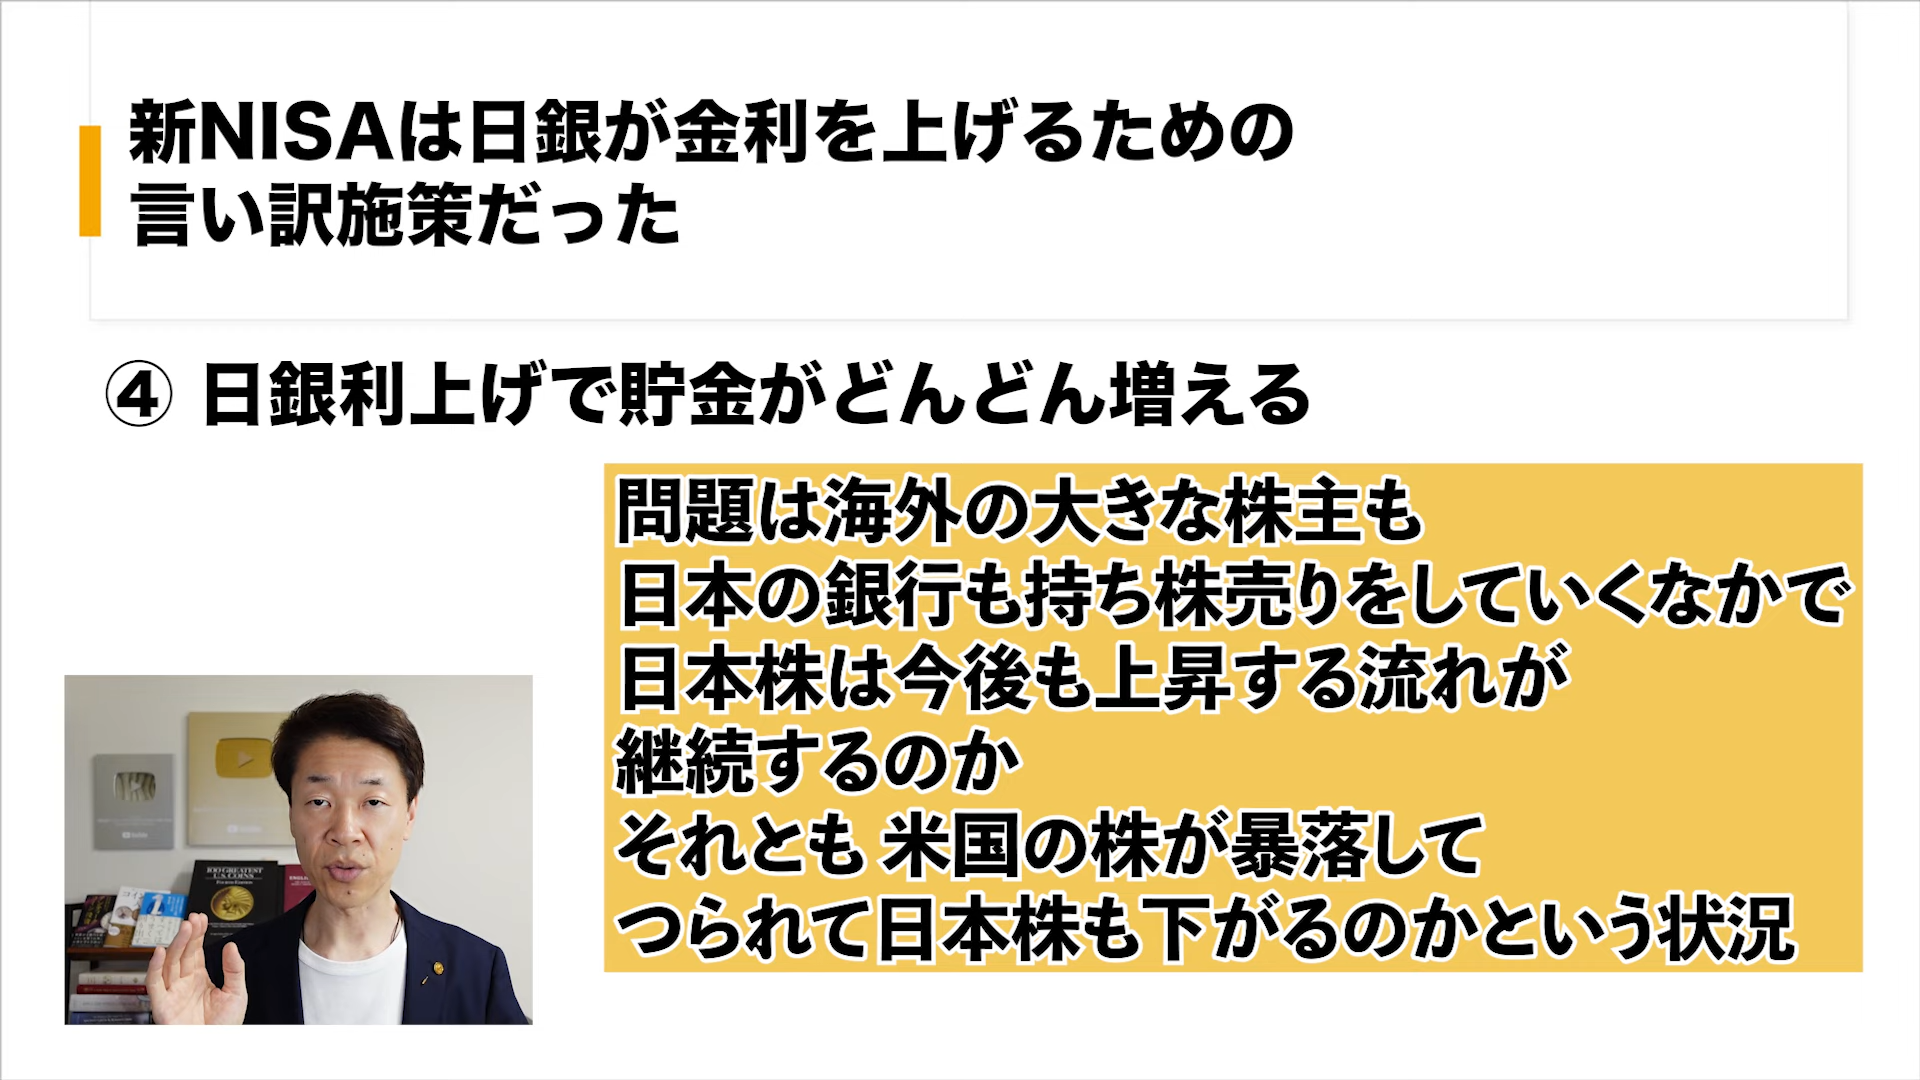 新NISAは日銀が金利を上げるための
言い訳施策だった
④ 日銀利上げで貯金がどんどん増える
問題は海外の大きな株主も
日本の銀行も持ち株売りをしていくなかで
日本株は今後も上昇する流れが
継続するのか
それとも 米国の株が暴落して
つられて日本株も下がるのかという状況
100 GREATEST
U.S. COINS